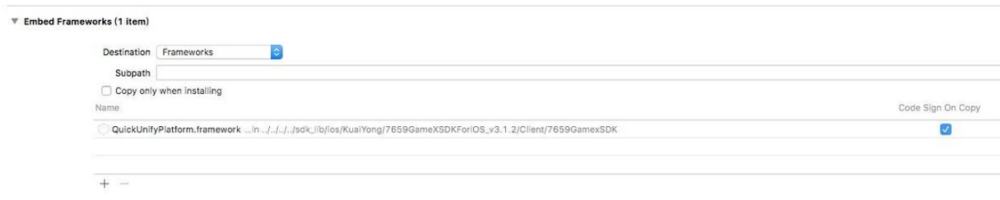 Embed Frameworks (1 item)
Destination Frameworks
Subpath
Copy only when installing
Name Code Sign On Copy
QuickUnifyPlatform.framework ...in ../../../../sdk_lib/ios/KuaiYong/7659GameXSDKForiOS_v3.1.2/Client/7659GamexSDK